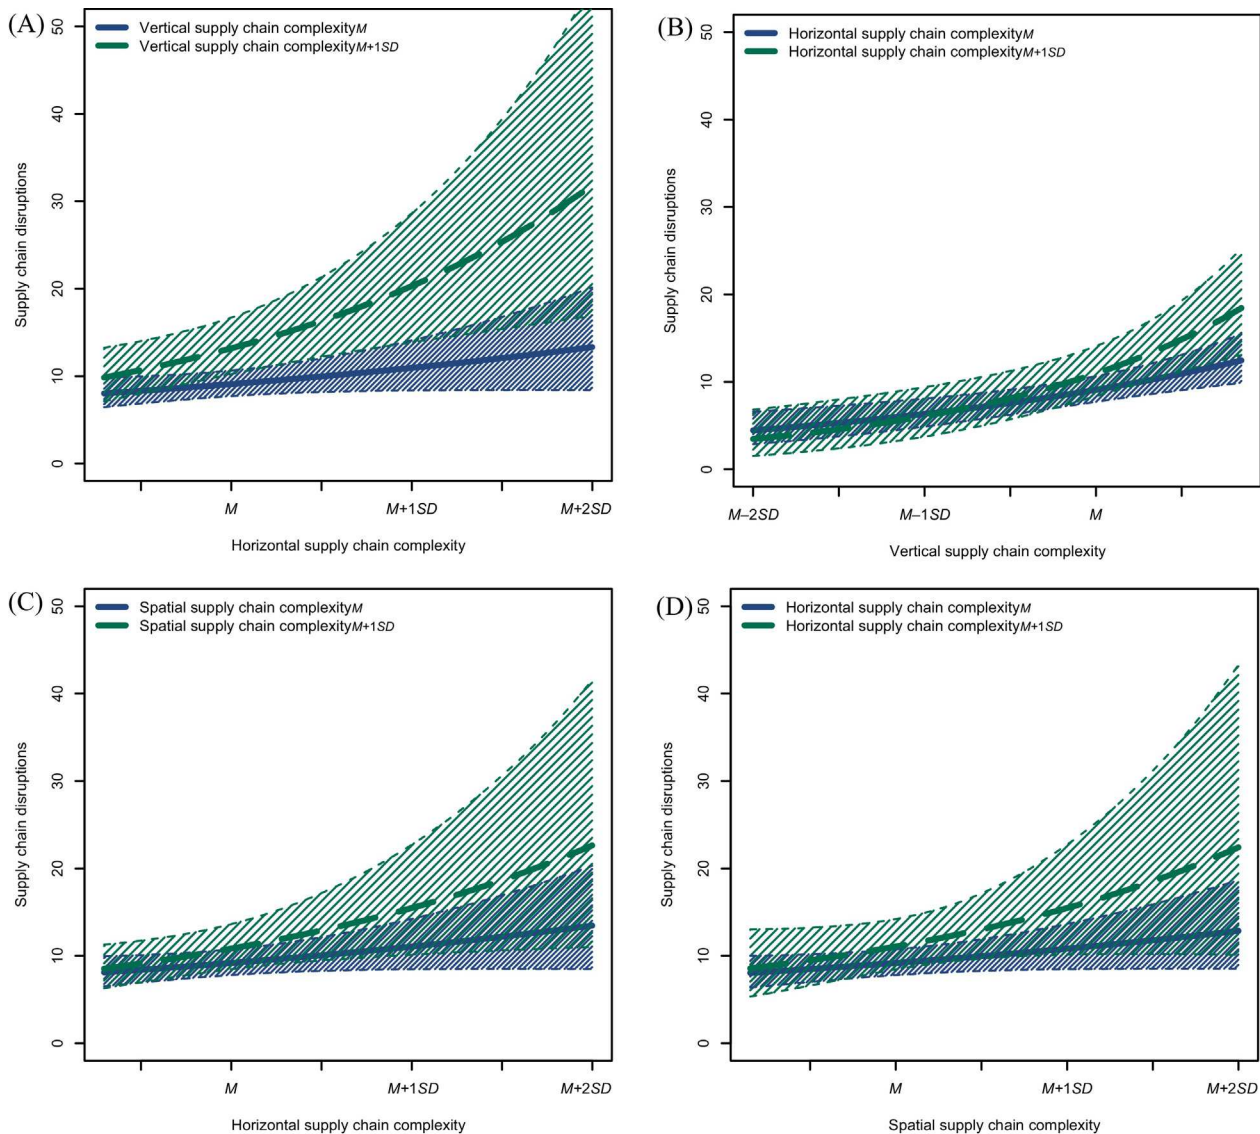 (A)
Vertical supply chain complexityM
Vertical supply chain complexityM+1SD
Supply chain disruptions
50
40
30
20
10
0
M
M+1SD
M+2SD
Horizontal supply chain complexity
(B)
Horizontal supply chain complexityM
Horizontal supply chain complexityM+1SD
Supply chain disruptions
50
40
30
20
10
0
M–2SD
M–1SD
M
Vertical supply chain complexity
(C)
Spatial supply chain complexityM
Spatial supply chain complexityM+1SD
Supply chain disruptions
50
40
30
20
10
0
M
M+1SD
M+2SD
Horizontal supply chain complexity
(D)
Horizontal supply chain complexityM
Horizontal supply chain complexityM+1SD
Supply chain disruptions
50
40
30
20
10
0
M
M+1SD
M+2SD
Spatial supply chain complexity